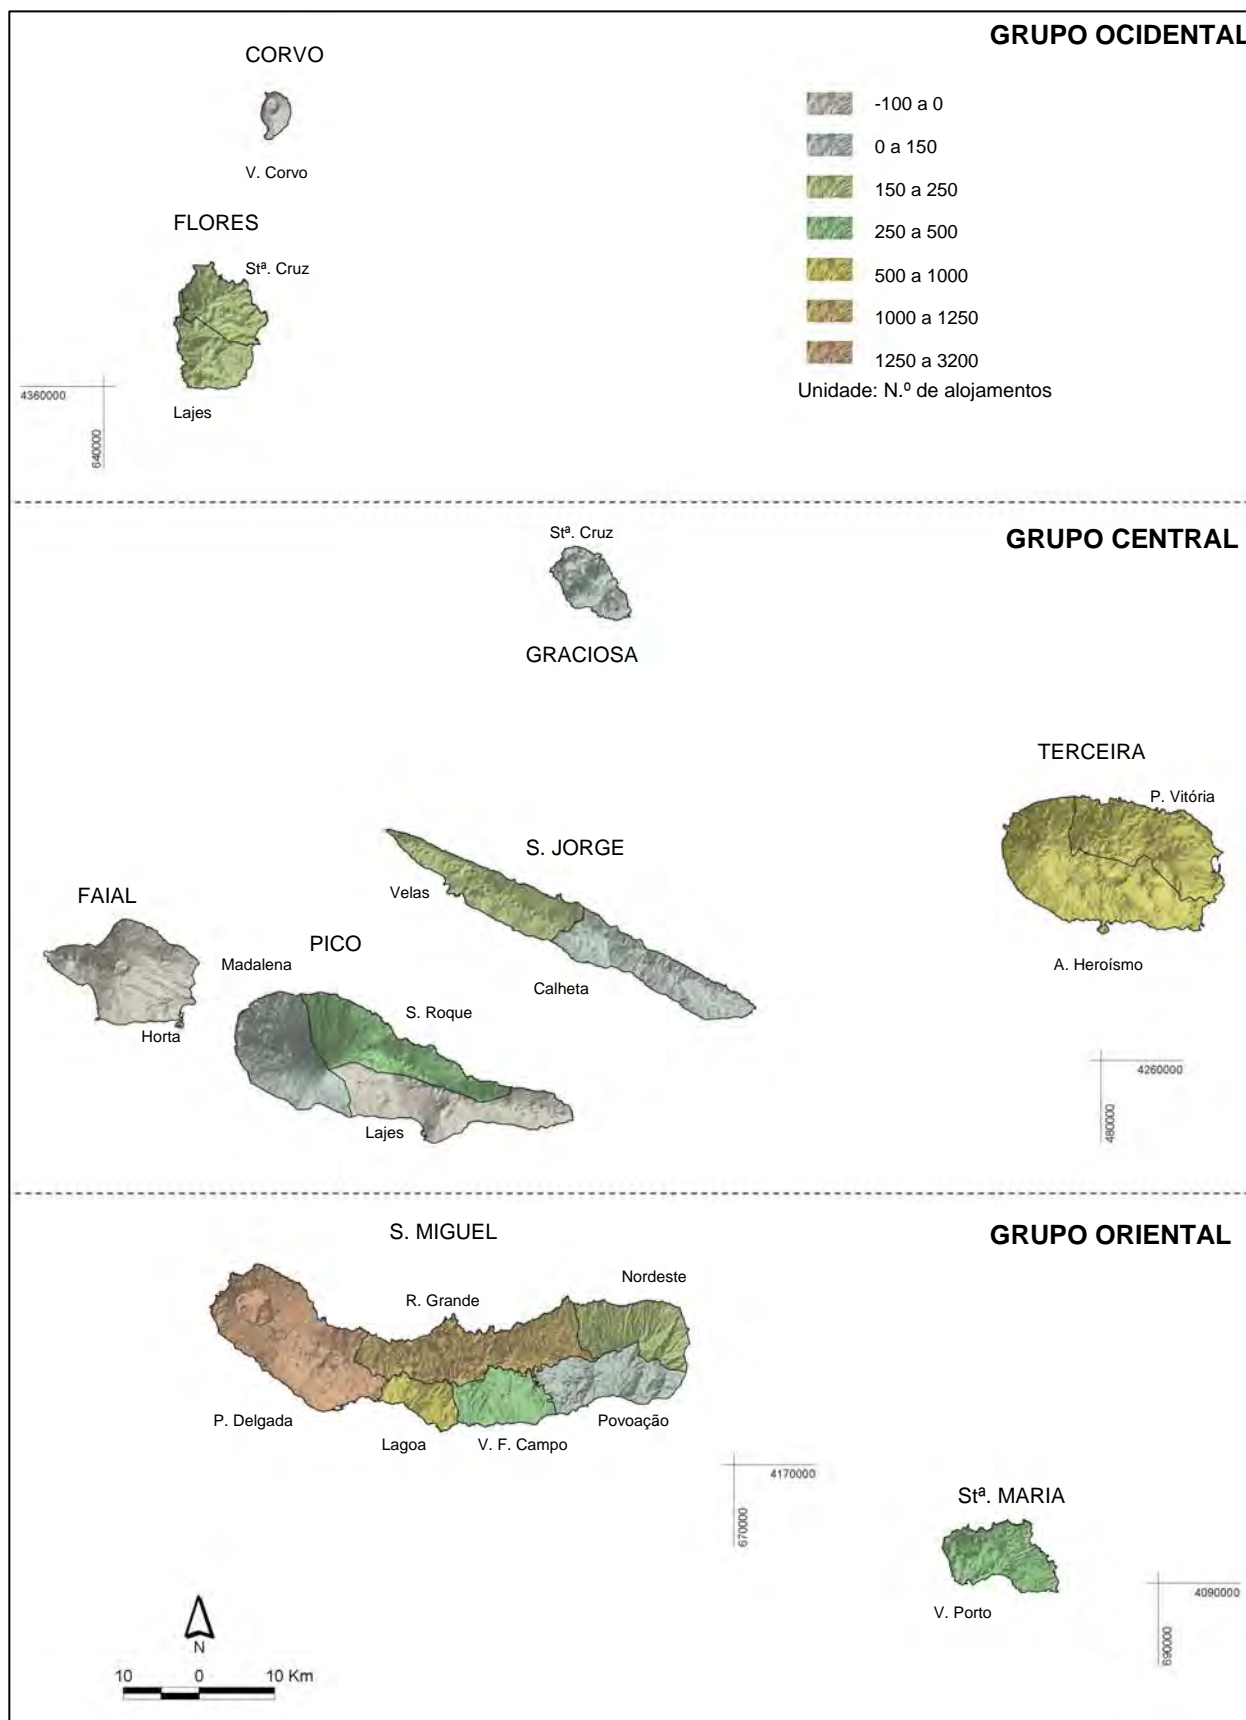 GRUPO OCIDENTAL
CORVO
V. Corvo
-100 a 0
0 a 150
150 a 250
250 a 500
500 a 1000
1000 a 1250
1250 a 3200
Unidade: N.º de alojamentos
FLORES
Stª. Cruz
Lajes
4360000
640000
GRUPO CENTRAL
Stª. Cruz
GRACIOSA
TERCEIRA
P. Vitória
A. Heroísmo
S. JORGE
Velas
Calheta
FAIAL
Horta
PICO
Madalena
S. Roque
Lajes
4260000
480000
GRUPO ORIENTAL
S. MIGUEL
Nordeste
R. Grande
P. Delgada
Lagoa
V. F. Campo
Povoação
4170000
670000
Stª. MARIA
V. Porto
4090000
690000
N
10 0 10 Km